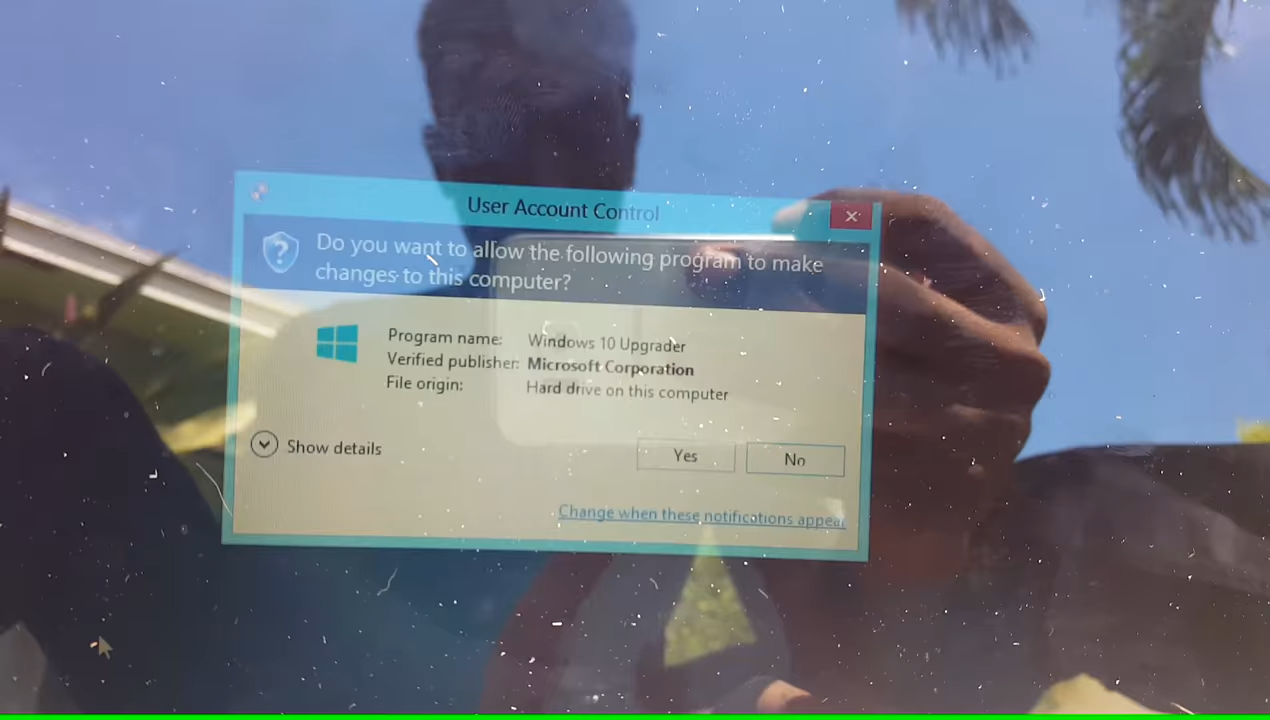 User Account Control
Do you want to allow the following program to make
changes to this computer?
Program name: Windows 10 Upgrader
Verified publisher: Microsoft Corporation
File origin: Hard drive on this computer
Show details
Yes
No
Change when these notifications appear